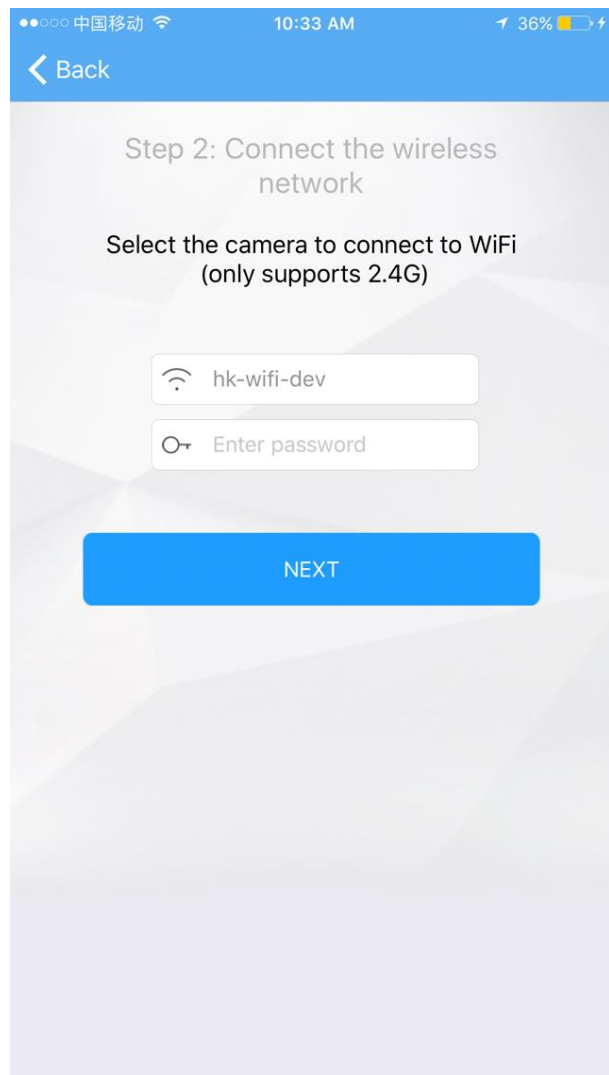 中国移动 10:33 AM 36%
Back
Step 2: Connect the wireless
network
Select the camera to connect to WiFi
(only supports 2.4G)
hk-wifi-dev
Enter password
NEXT